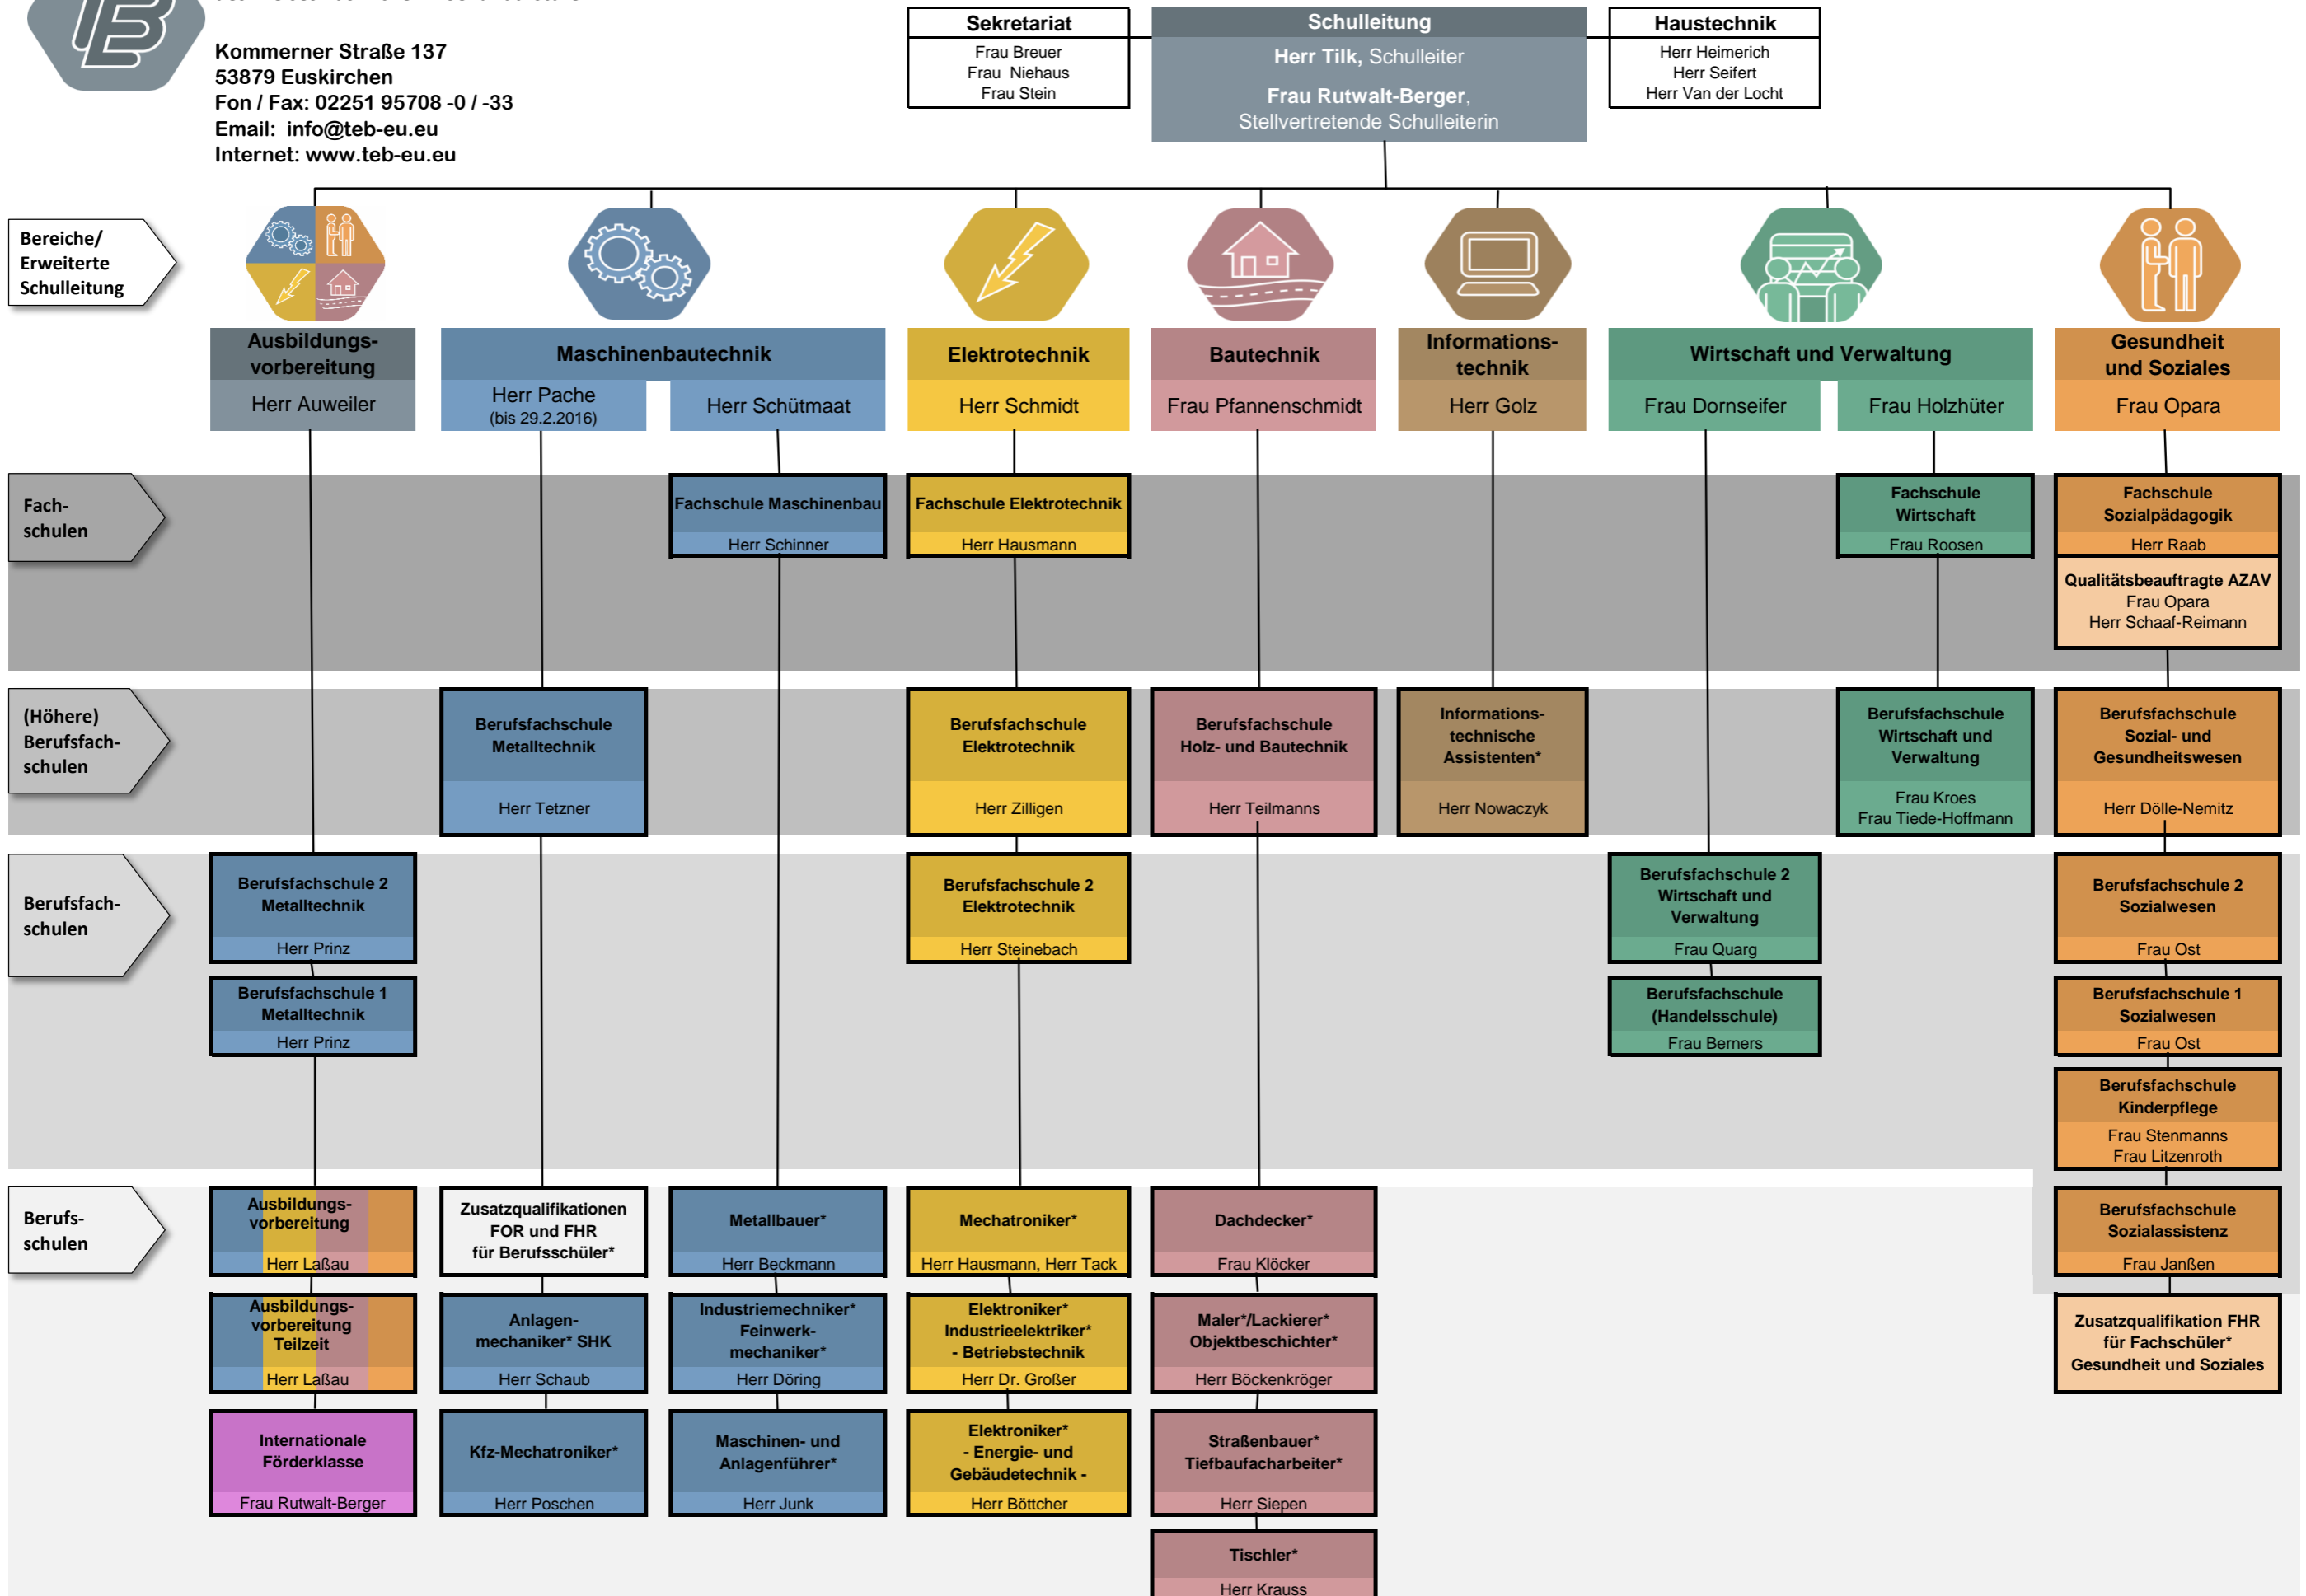 Kommerner Straße 137
53879 Euskirchen
Fon / Fax: 02251 95708 -0 / -33
Email: info@teb-eu.eu
Internet: www.teb-eu.eu
Sekretariat
Frau Breuer
Frau Niehaus
Frau Stein
Schulleitung
Herr Tilk, Schulleiter
Frau Rutwalt-Berger,
Stellvertretende Schulleiterin
Haustechnik
Herr Heimerich
Herr Seifert
Herr Van der Locht
Bereiche/
Erweiterte
Schulleitung
Ausbildungs-
vorbereitung
Herr Auweiler
Maschinenbautechnik
Herr Pache
(bis 29.2.2016)
Herr Schütmaat
Elektrotechnik
Herr Schmidt
Bautechnik
Frau Pfannenschmidt
Informations-
technik
Herr Golz
Wirtschaft und Verwaltung
Frau Dornseifer
Frau Holzhüter
Gesundheit
und Soziales
Frau Opara
Fach-
schulen
Fachschule Maschinenbau
Herr Schinner
Fachschule Elektrotechnik
Herr Hausmann
Fachschule
Wirtschaft
Frau Roosen
Fachschule
Sozialpädagogik
Herr Raab
Qualitätsbeauftragte AZAV
Frau Opara
Herr Schaaf-Reimann
(Höhere)
Berufsfach-
schulen
Berufsfachschule
Metalltechnik
Herr Tetzner
Berufsfachschule
Elektrotechnik
Herr Zilligen
Berufsfachschule
Holz- und Bautechnik
Herr Teilmanns
Informations-
technische
Assistenten*
Herr Nowaczyk
Berufsfachschule
Wirtschaft und
Verwaltung
Frau Kroes
Frau Tiede-Hoffmann
Berufsfachschule
Sozial- und
Gesundheitswesen
Herr Dölle-Nemitz
Berufsfach-
schulen
Berufsfachschule 2
Metalltechnik
Herr Prinz
Berufsfachschule 2
Elektrotechnik
Herr Steinebach
Berufsfachschule 2
Wirtschaft und
Verwaltung
Frau Quarg
Berufsfachschule 2
Sozialwesen
Frau Ost
Berufsfachschule 1
Metalltechnik
Herr Prinz
Berufsfachschule
(Handelsschule)
Frau Berners
Berufsfachschule 1
Sozialwesen
Frau Ost
Berufsfachschule
Kinderpflege
Frau Stenmanns
Frau Litzenroth
Berufs-
schulen
Ausbildungs-
vorbereitung
Herr Laßau
Zusatzqualifikationen
FOR und FHR
für Berufsschüler*
Metallbauer*
Herr Beckmann
Mechatroniker*
Herr Hausmann, Herr Tack
Dachdecker*
Frau Klöcker
Berufsfachschule
Sozialassistenz
Frau Janßen
Ausbildungs-
vorbereitung
Teilzeit
Herr Laßau
Anlagen-
mechaniker* SHK
Herr Schaub
Industriemechniker*
Feinwerk-
mechaniker*
Herr Döring
Elektroniker*
Industrieelektriker*
- Betriebstechnik
Herr Dr. Großer
Maler*/Lackierer*
Objektbeschichter*
Herr Böckenkröger
Zusatzqualifikation FHR
für Fachschüler*
Gesundheit und Soziales
Internationale
Förderklasse
Frau Rutwalt-Berger
Kfz-Mechatroniker*
Herr Poschen
Maschinen- und
Anlagenführer*
Herr Junk
Elektroniker*
- Energie- und
Gebäudetechnik -
Herr Böttcher
Straßenbauer*
Tiefbaufacharbeiter*
Herr Siepen
Tischler*
Herr Krauss